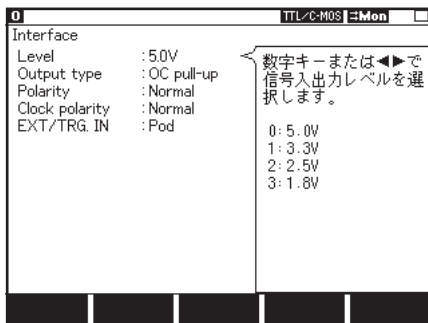 0 TTL/C-MOS ⇄Mon
Interface
Level :5.0V
Output type :OC pull-up
Polarity :Normal
Clock polarity :Normal
EXT/TRG. IN :Pod
数字キーまたは◀▶で
信号入出力レベルを選
択します。
0:5.0V
1:3.3V
2:2.5V
3:1.8V